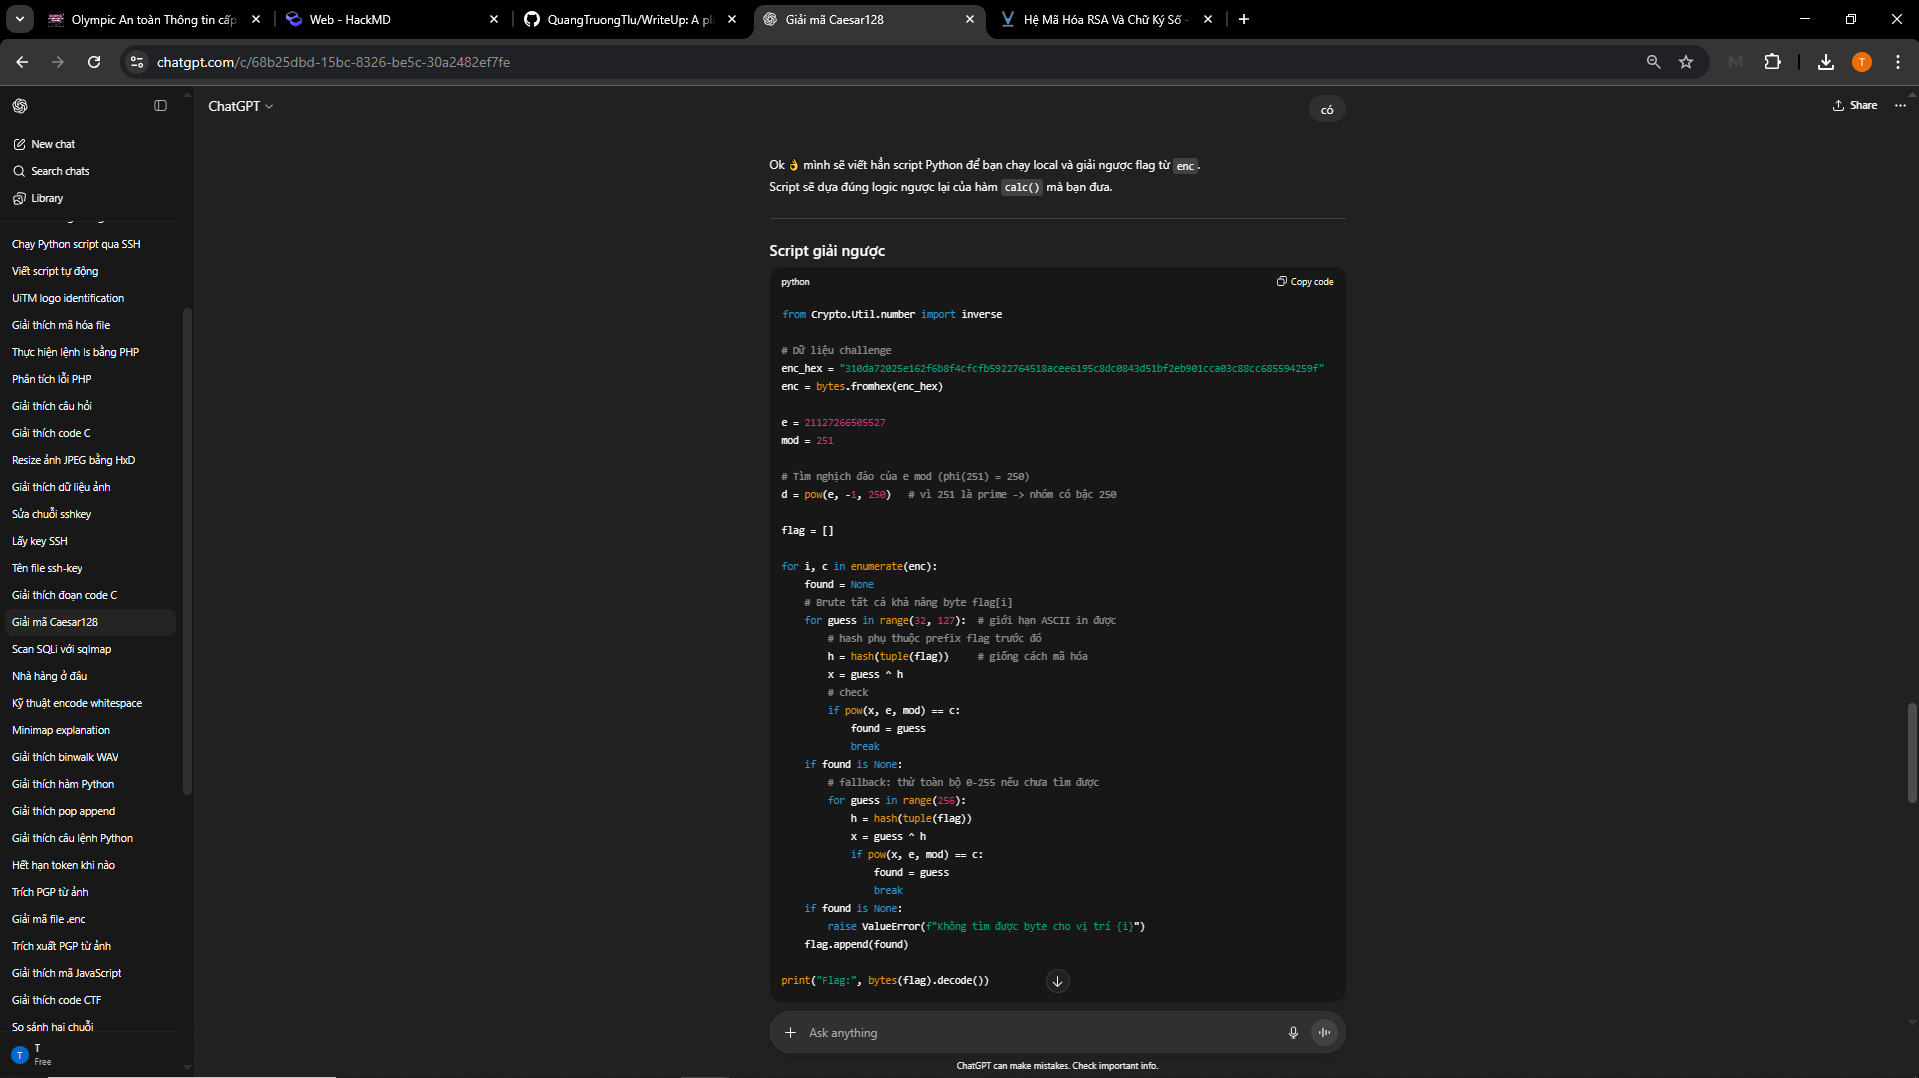 Olympic An toàn Thông tin cấp
Web - HackMD
QuangTruongTlu/WriteUp: A pl
Giải mã Caesar128
Hệ Mã Hóa RSA Và Chữ Ký Số -
chatgpt.com/c/68b25dbd-15bc-8326-be5c-30a2482ef7fe
M
T
ChatGPT
Share
có
New chat
Search chats
Library
Chạy Python script qua SSH
Viết script tự động
UiTM logo identification
Giải thích mã hóa file
Thực hiện lệnh ls bằng PHP
Phân tích lỗi PHP
Giải thích câu hỏi
Giải thích code C
Resize ảnh JPEG bằng HxD
Giải thích dữ liệu ảnh
Sửa chuỗi sshkey
Lấy key SSH
Tên file ssh-key
Giải thích đoạn code C
Giải mã Caesar128
Scan SQLi với sqlmap
Nhà hàng ở đâu
Kỹ thuật encode whitespace
Minimap explanation
Giải thích binwalk WAV
Giải thích hàm Python
Giải thích pop append
Giải thích câu lệnh Python
Hết hạn token khi nào
Trích PGP từ ảnh
Giải mã file .enc
Trích xuất PGP từ ảnh
Giải thích mã JavaScript
Giải thích code CTF
So sánh hai chuỗi
T
T
Free
Ok 👌 mình sẽ viết hẳn script Python để bạn chạy local và giải ngược flag từ enc.
Script sẽ dựa đúng logic ngược lại của hàm calc() mà bạn đưa.
Script giải ngược
python
Copy code
from Crypto.Util.number import inverse
# Dữ liệu challenge
enc_hex = "310da72025e162f6b8f4cfcfb5922764518acee6195c8dc0843d51bf2eb901cca03c88cc685594259f"
enc = bytes.fromhex(enc_hex)
e = 21127266505527
mod = 251
# Tìm nghịch đảo của e mod (phi(251) = 250)
d = pow(e, -1, 250)   # vì 251 là prime -> nhóm có bậc 250
flag = []
for i, c in enumerate(enc):
    found = None
    # Brute tất cả khả năng byte flag[i]
    for guess in range(32, 127):  # giới hạn ASCII in được
        # hash phụ thuộc prefix flag trước đó
        h = hash(tuple(flag))     # giống cách mã hóa
        x = guess ^ h
        # check
        if pow(x, e, mod) == c:
            found = guess
            break
    if found is None:
        # fallback: thử toàn bộ 0-255 nếu chưa tìm được
        for guess in range(256):
            h = hash(tuple(flag))
            x = guess ^ h
            if pow(x, e, mod) == c:
                found = guess
                break
    if found is None:
        raise ValueError(f"Không tìm được byte cho vị trí {i}")
    flag.append(found)
print("Flag:", bytes(flag).decode())
Ask anything
ChatGPT can make mistakes. Check important info.